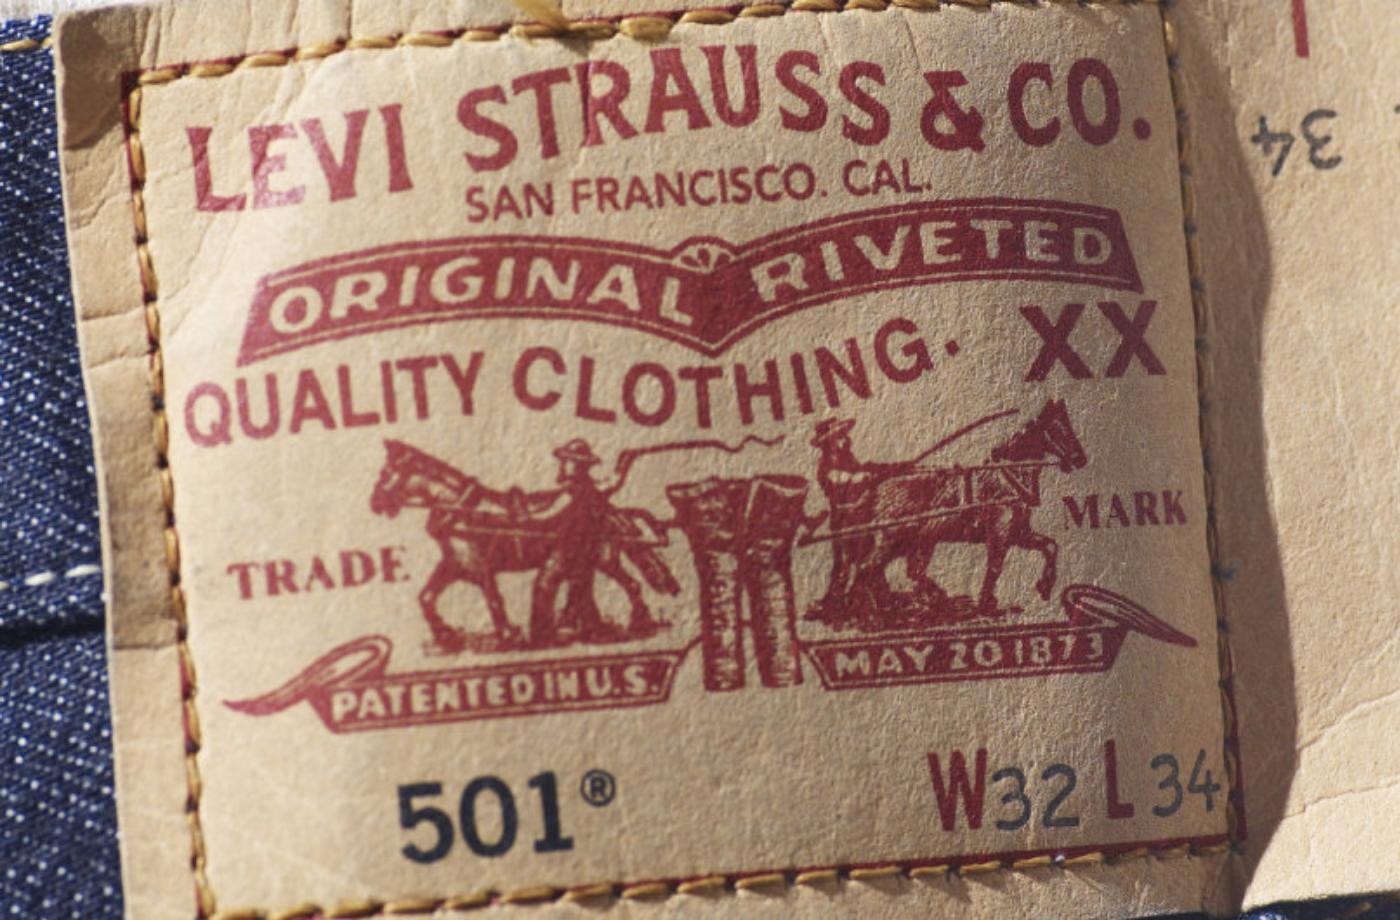 LEVI STRAUSS & CO.
SAN FRANCISCO. CAL.
ORIGINAL RIVETED
QUALITY CLOTHING. XX
TRADE MARK
PATENTED IN U.S. MAY 20 1873
501® W32 L34
34